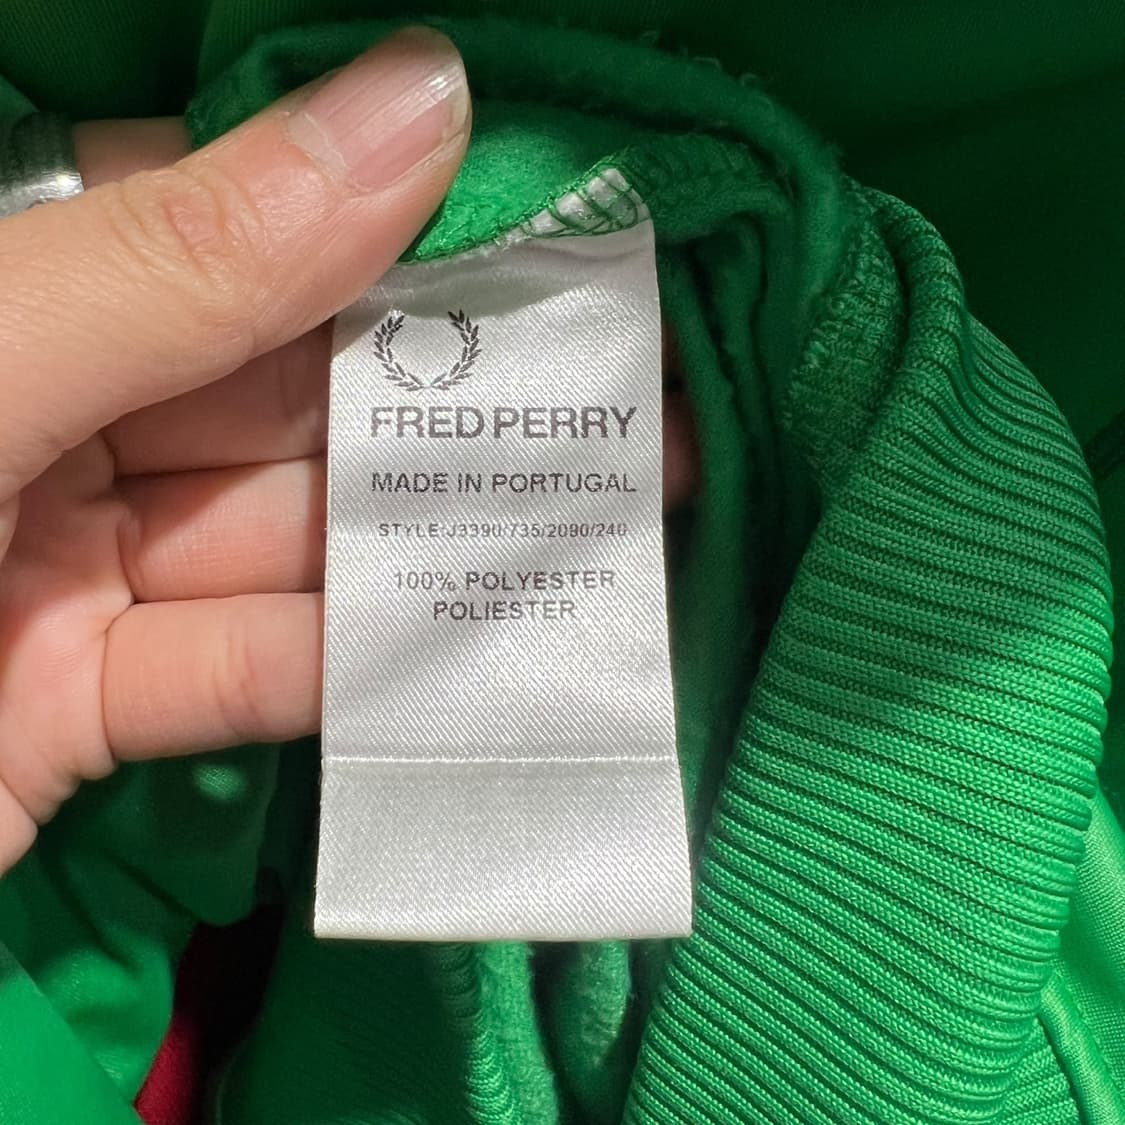 FRED PERRY
MADE IN PORTUGAL
STYLE:J3390/735/2090/240
100% POLYESTER
POLIESTER